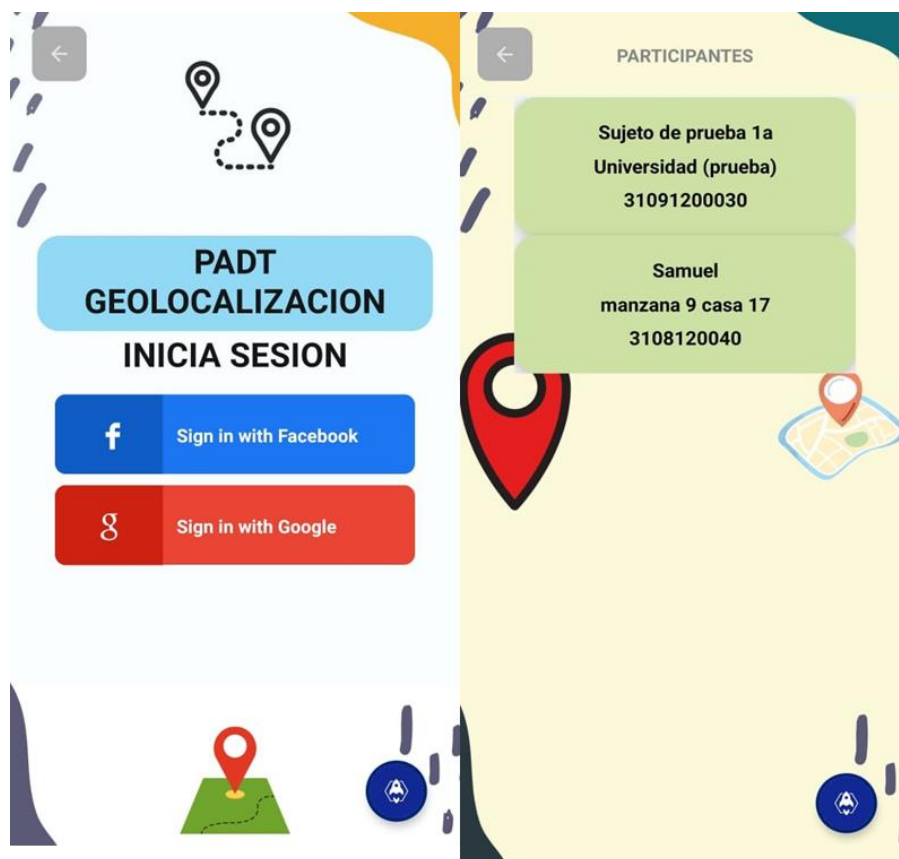 PADT
GEOLOCALIZACION
INICIA SESION
f
Sign in with Facebook
g
Sign in with Google
PARTICIPANTES
Sujeto de prueba 1a
Universidad (prueba)
31091200030
Samuel
manzana 9 casa 17
3108120040